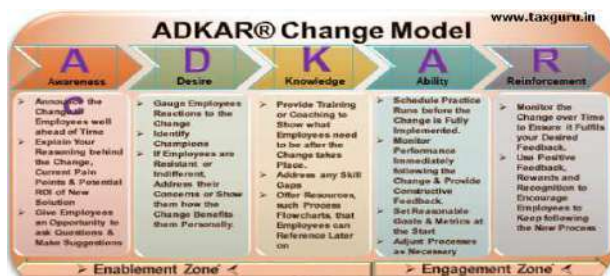 www.taxguru.in
ADKAR® Change Model
A
Awareness
Announce the
Change
Employees well
ahead of Time
Explain Your
Reasoning behind
the Change,
Current Pain
Points & Potential
ROI of New
Solution
Give Employees
an Opportunity to
ask Questions &
Make Suggestions
D
Desire
Gauge Employees
Reactions to the
Change
Identify
Champions
If Employees are
Resistant or
Indifferent,
Address their
Concerns or Show
them how the
Change Benefits
them Personally.
K
Knowledge
Provide Training
or Coaching to
Show what
Employees need
to be after the
Change takes
Place.
Address any Skill
Gaps
Offer Resources,
such Process
Flowcharts, that
Employees can
Reference Later
on
A
Ability
Schedule Practice
Runs before the
Change is Fully
Implemented.
Monitor
Performance
Immediately
following the
Change & Provide
Constructive
Feedback.
Set Reasonable
Goals & Metrics at
the Start
Adjust Processes
as Necessary
R
Reinforcement
Monitor the
Change over Time
to Ensure it Fulfils
your Desired
Feedback.
Use Positive
Feedback,
Rewards and
Recognition to
Encourage
Employees to
Keep following
the New Process
Enablement Zone
Engagement Zone